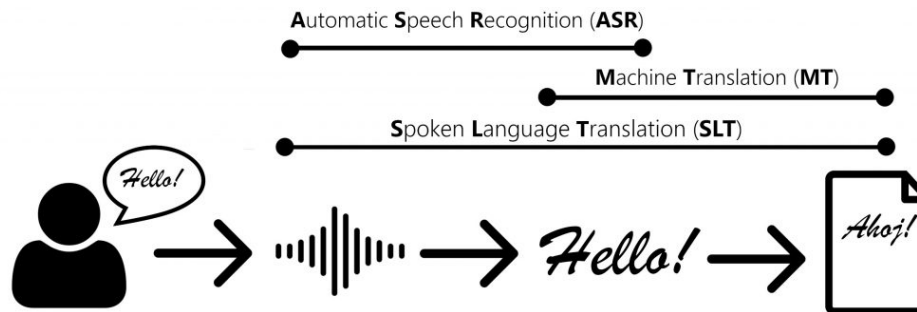 Automatic Speech Recognition (ASR)
Machine Translation (MT)
Spoken Language Translation (SLT)
Hello!
Hello!
Ahoj!